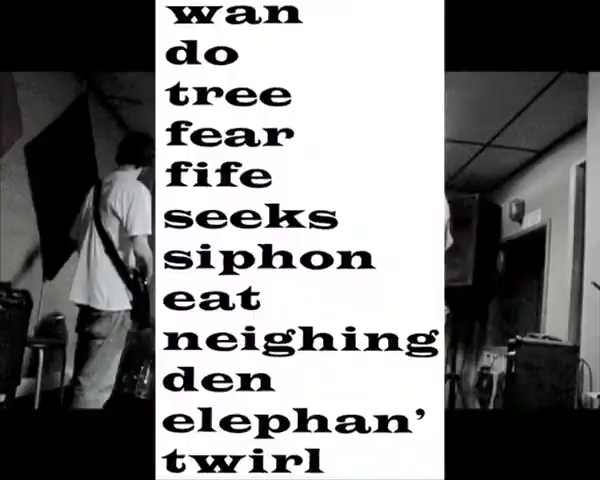 wan
do
tree
fear
fife
seeks
siphon
eat
neighing
den
elephan'
twirl